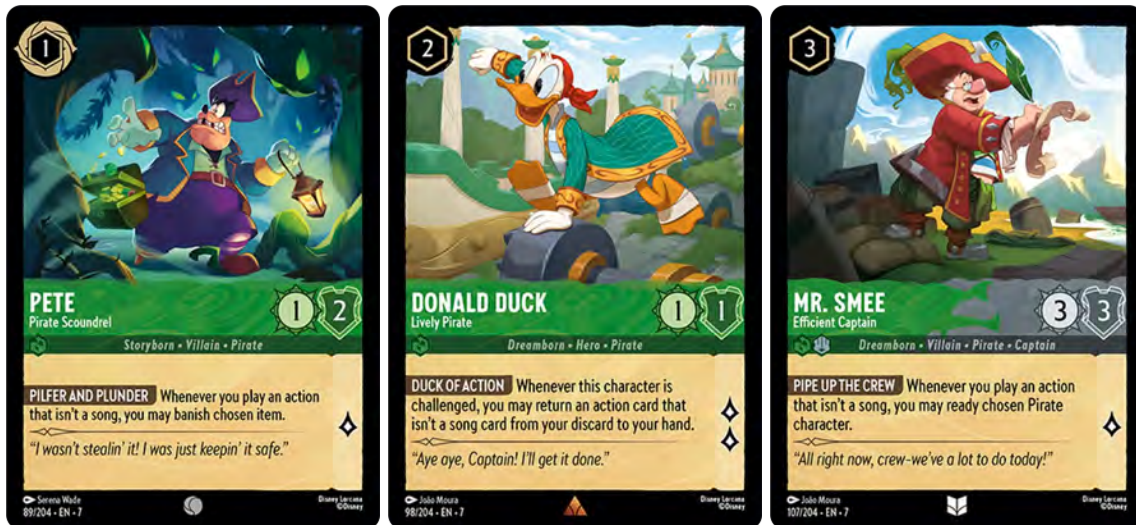 1
PETE
Pirate Scoundrel
1
2
Storyborn • Villain • Pirate
PILFER AND PLUNDER Whenever you play an action
that isn't a song, you may banish chosen item.
"I wasn't stealin' it! I was just keepin' it safe."
Serena Wade
89/204 • EN • 7
Disney Lorcana
©Disney
2
DONALD DUCK
Lively Pirate
1
1
Dreamborn • Hero • Pirate
DUCK OF ACTION Whenever this character is
challenged, you may return an action card that
isn't a song card from your discard to your hand.
"Aye aye, Captain! I'll get it done."
João Moura
98/204 • EN • 7
Disney Lorcana
©Disney
3
MR. SMEE
Efficient Captain
3
3
Dreamborn • Villain • Pirate • Captain
PIPE UP THE CREW Whenever you play an action
that isn't a song, you may ready chosen Pirate
character.
"All right now, crew–we've a lot to do today!"
João Moura
107/204 • EN • 7
Disney Lorcana
©Disney